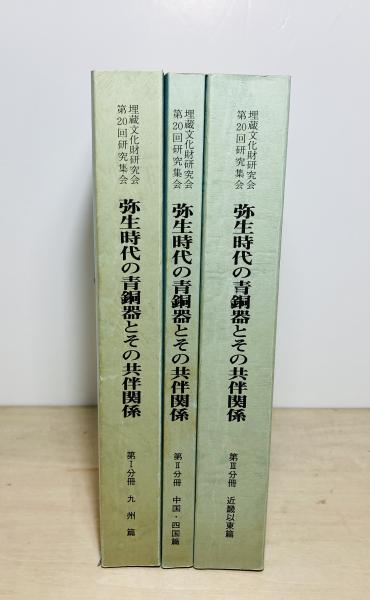 埋蔵文化財研究会
第20回研究集会
弥生時代の青銅器とその共伴関係
第Ⅰ分冊 九州篇
埋蔵文化財研究会
第20回研究集会
弥生時代の青銅器とその共伴関係
第Ⅱ分冊 中国・四国篇
埋蔵文化財研究会
第20回研究集会
弥生時代の青銅器とその共伴関係
第Ⅲ分冊 近畿以東篇